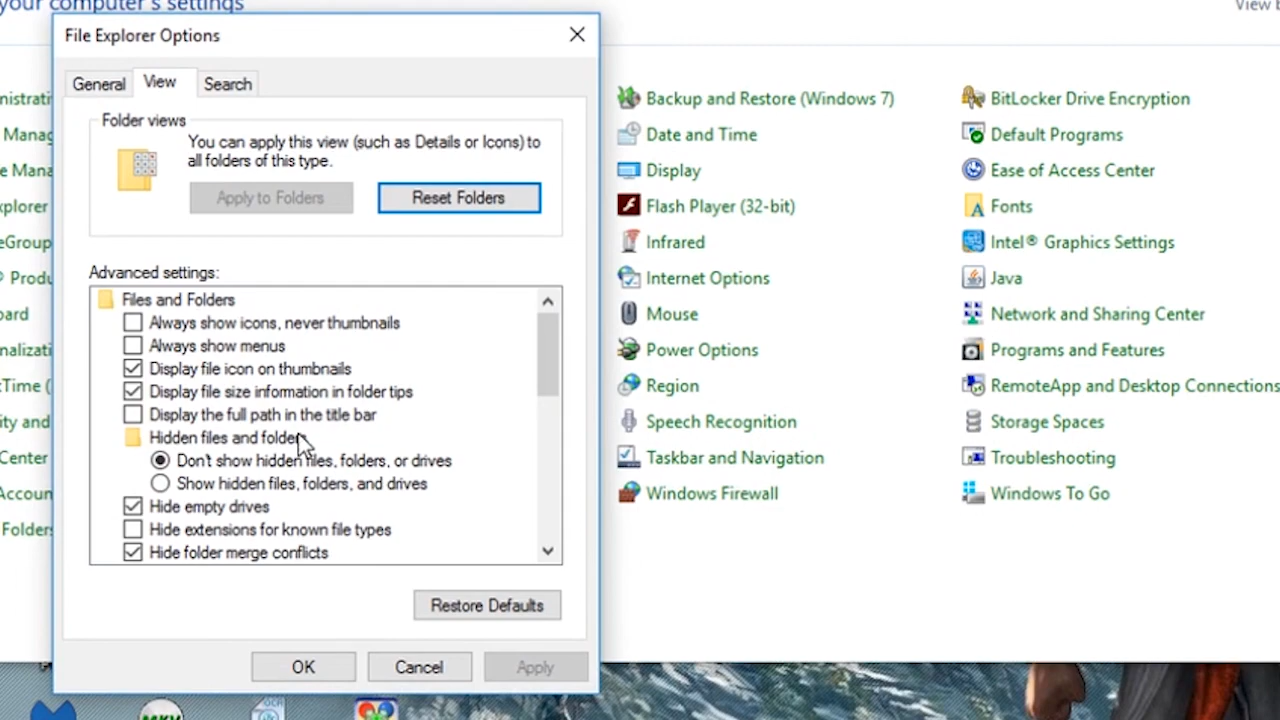 your computer's settings
View b
File Explorer Options
General
View
Search
Folder views
You can apply this view (such as Details or Icons) to
all folders of this type.
Apply to Folders
Reset Folders
Advanced settings:
Files and Folders
Always show icons, never thumbnails
Always show menus
Display file icon on thumbnails
Display file size information in folder tips
Display the full path in the title bar
Hidden files and folders
Don't show hidden files, folders, or drives
Show hidden files, folders, and drives
Hide empty drives
Hide extensions for known file types
Hide folder merge conflicts
Restore Defaults
OK
Cancel
Apply
nistrati
Manag
e Mana
xplorer
eGroup
Produ
oard
nalizati
Time (
ity and
Center
Accoun
Folders
Backup and Restore (Windows 7)
Date and Time
Display
Flash Player (32-bit)
Infrared
Internet Options
Mouse
Power Options
Region
Speech Recognition
Taskbar and Navigation
Windows Firewall
BitLocker Drive Encryption
Default Programs
Ease of Access Center
Fonts
Intel® Graphics Settings
Java
Network and Sharing Center
Programs and Features
RemoteApp and Desktop Connections
Storage Spaces
Troubleshooting
Windows To Go
MKV
OCR